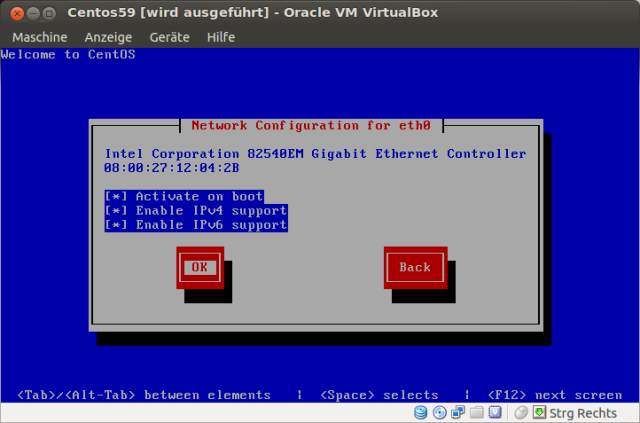 Centos59 [wird ausgeführt] - Oracle VM VirtualBox
Maschine Anzeige Geräte Hilfe
Welcome to CentOS
Network Configuration for eth0
Intel Corporation 82540EM Gigabit Ethernet Controller
08:00:27:12:04:2B
[*] Activate on boot
[*] Enable IPv4 support
[*] Enable IPv6 support
OK Back
<Tab>/<Alt-Tab> between elements | <Space> selects | <F12> next screen
Strg Rechts